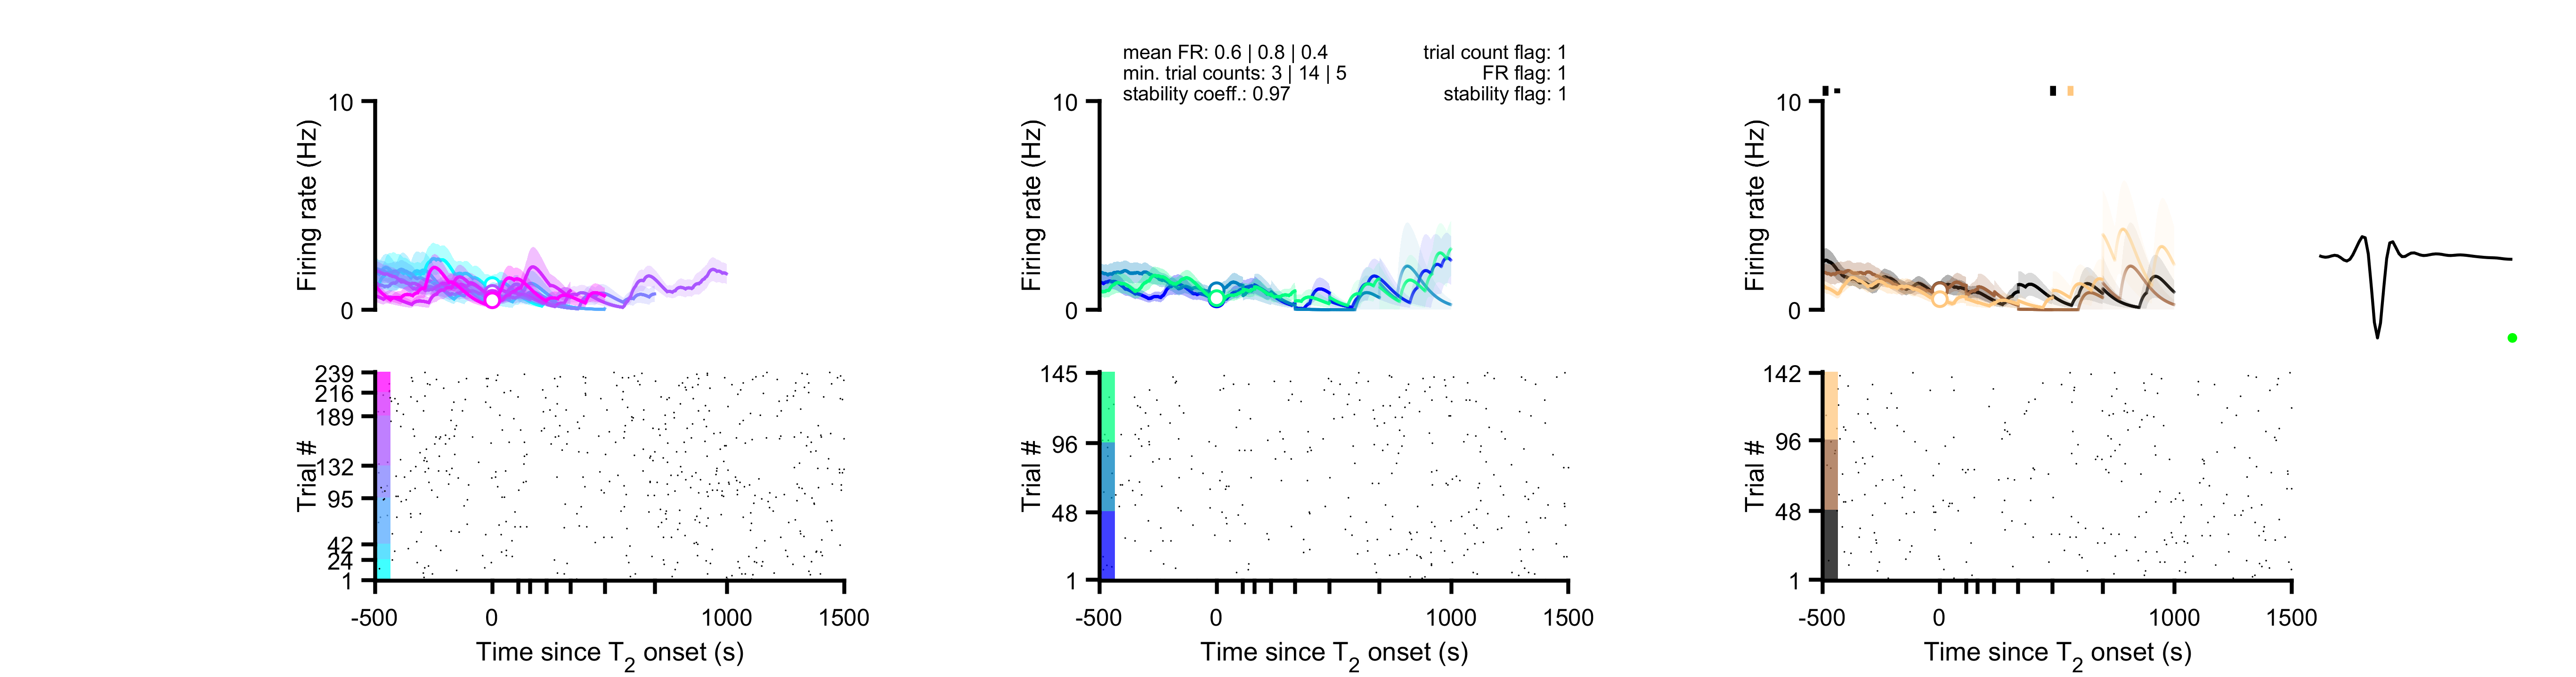 mean FR: 0.6 | 0.8 | 0.4
min. trial counts: 3 | 14 | 5
stability coeff.: 0.97
trial count flag: 1
FR flag: 1
stability flag: 1
10
0
Firing rate (Hz)
239
216
189
132
95
42
24
1
Trial #
-500
0
1000
1500
Time since T2 onset (s)
10
0
Firing rate (Hz)
145
96
48
1
Trial #
-500
0
1000
1500
Time since T2 onset (s)
10
0
Firing rate (Hz)
142
96
48
1
Trial #
-500
0
1000
1500
Time since T2 onset (s)